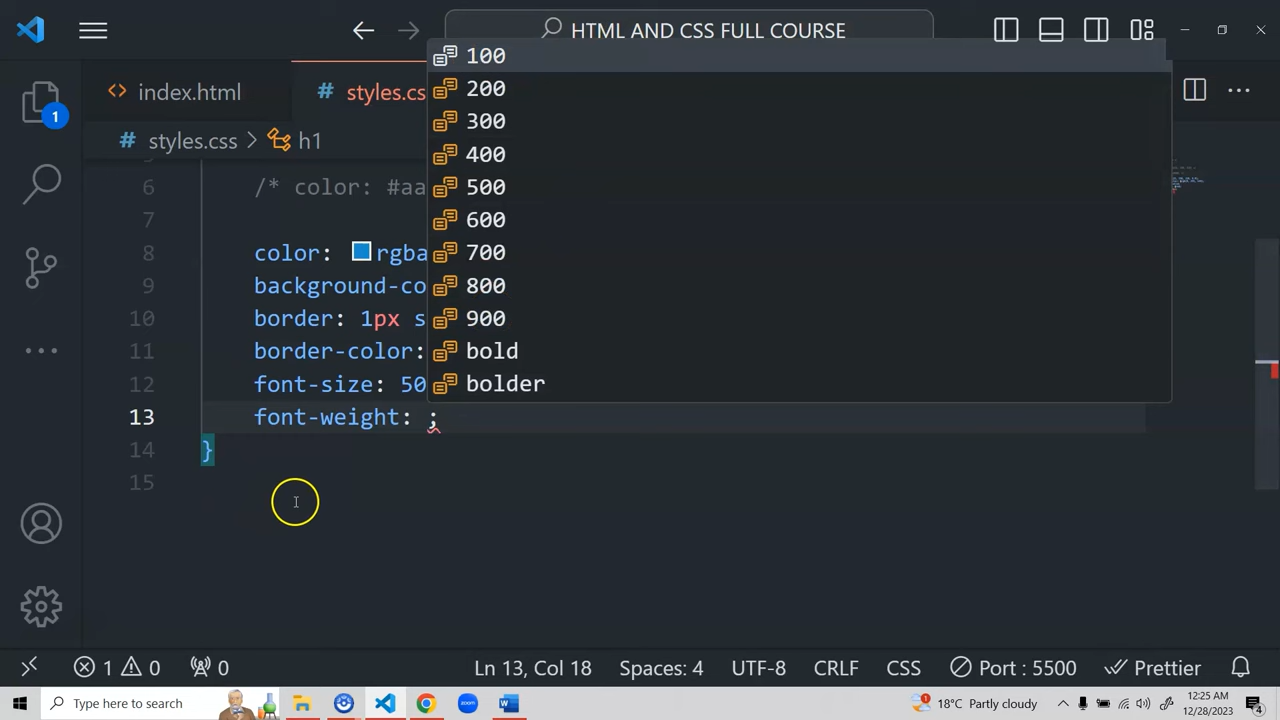 HTML AND CSS FULL COURSE
<> index.html
# styles.cs
# styles.css > h1
1
100
200
300
400
500
600
700
800
900
bold
bolder
6 /* color: #aa
7
8 color: rgba
9 background-co
10 border: 1px s
11 border-color:
12 font-size: 50
13 font-weight: ;
14 }
15
1 0 0 Ln 13, Col 18 Spaces: 4 UTF-8 CRLF CSS Port : 5500 Prettier
Type here to search zoom W 1 18°C Partly cloudy 12:25 AM
12/28/2023 4